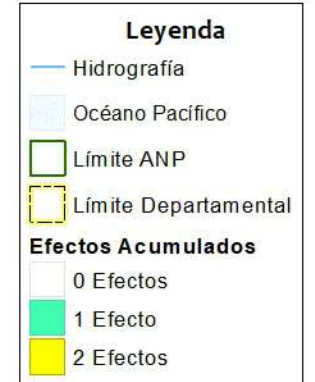 Leyenda
Hidrografía
Océano Pacífico
Límite ANP
Límite Departamental
Efectos Acumulados
0 Efectos
1 Efecto
2 Efectos